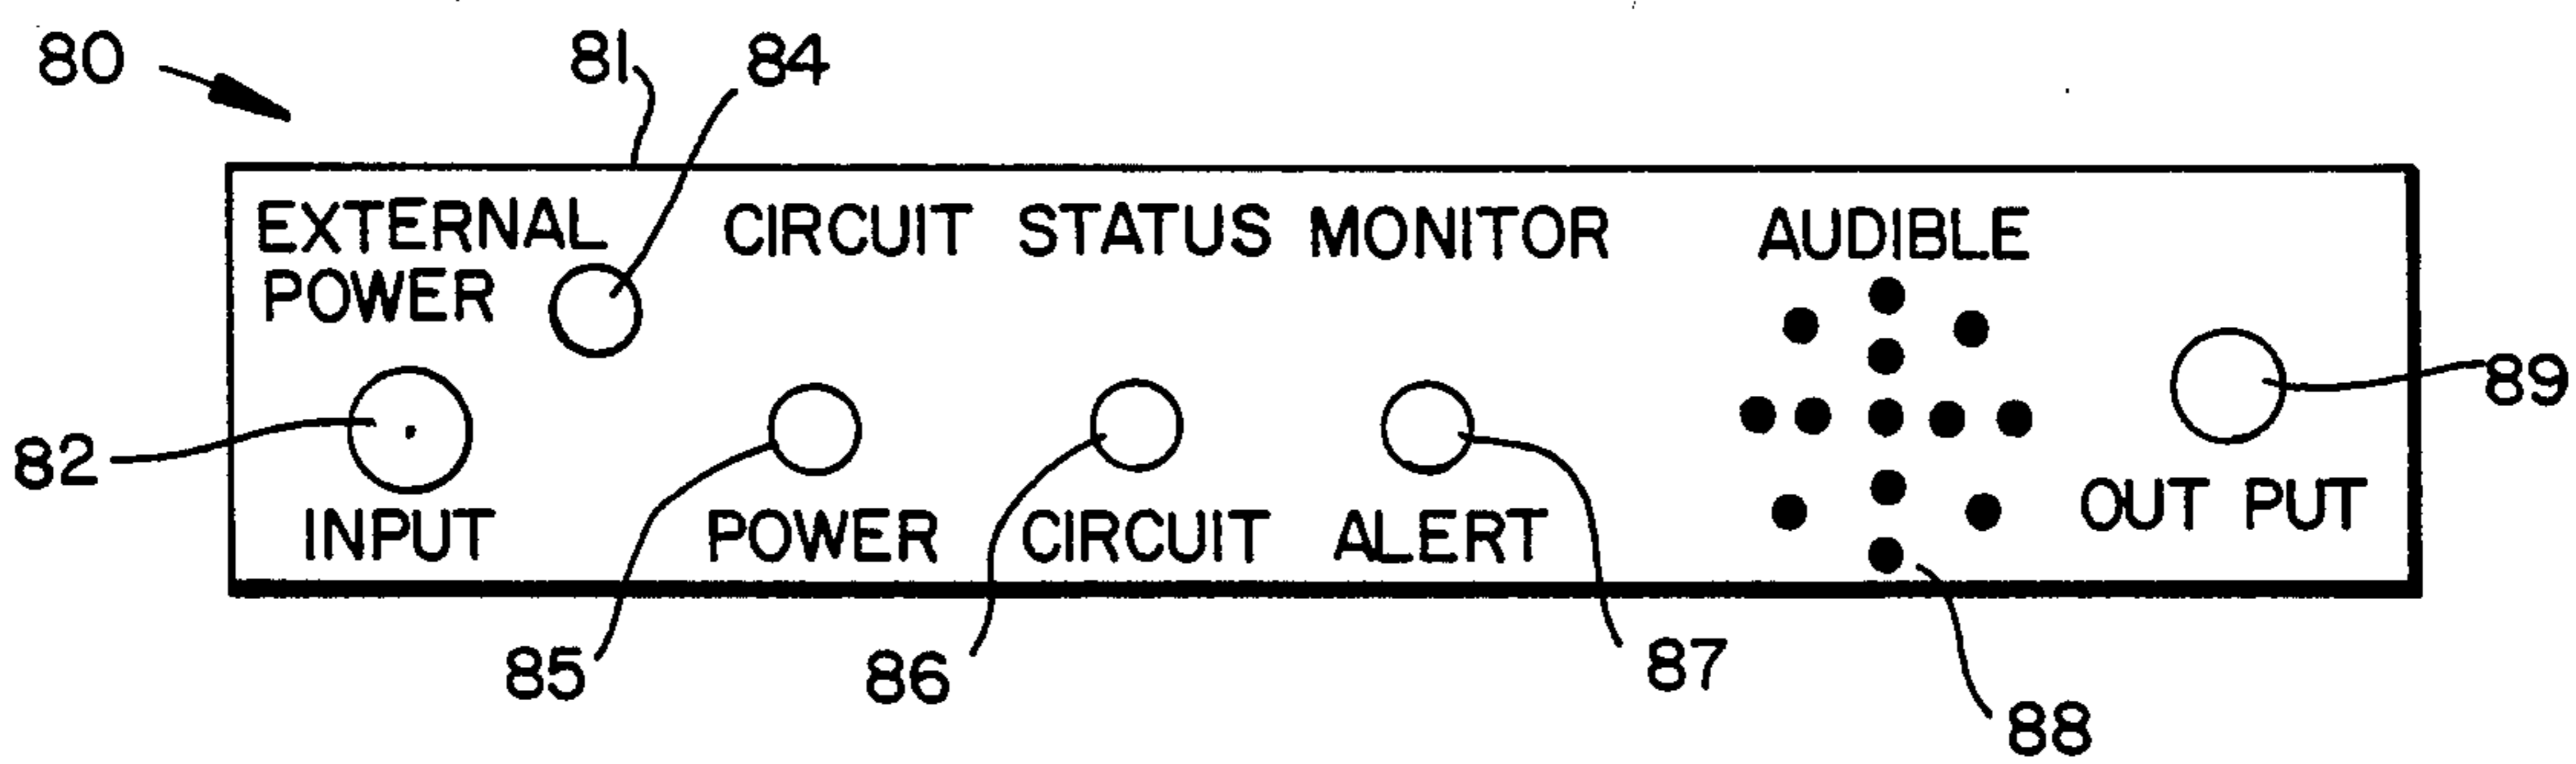 80
81
84
EXTERNAL
POWER
CIRCUIT STATUS MONITOR
AUDIBLE
82
89
INPUT
POWER
CIRCUIT
ALERT
OUT PUT
85
86
87
88